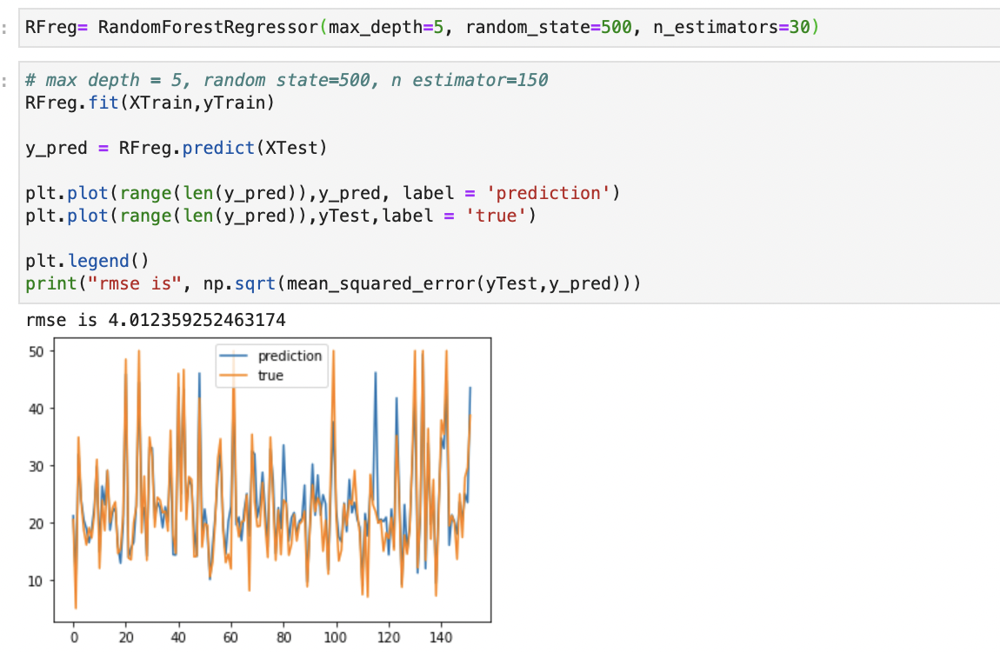 : RFreg= RandomForestRegressor(max_depth=5, random_state=500, n_estimators=30)
: # max depth = 5, random state=500, n estimator=150
RFreg.fit(XTrain,yTrain)
y_pred = RFreg.predict(XTest)
plt.plot(range(len(y_pred)),y_pred, label = 'prediction')
plt.plot(range(len(y_pred)),yTest,label = 'true')
plt.legend()
print("rmse is", np.sqrt(mean_squared_error(yTest,y_pred)))
rmse is 4.012359252463174
prediction
true
50
40
30
20
10
0 20 40 60 80 100 120 140